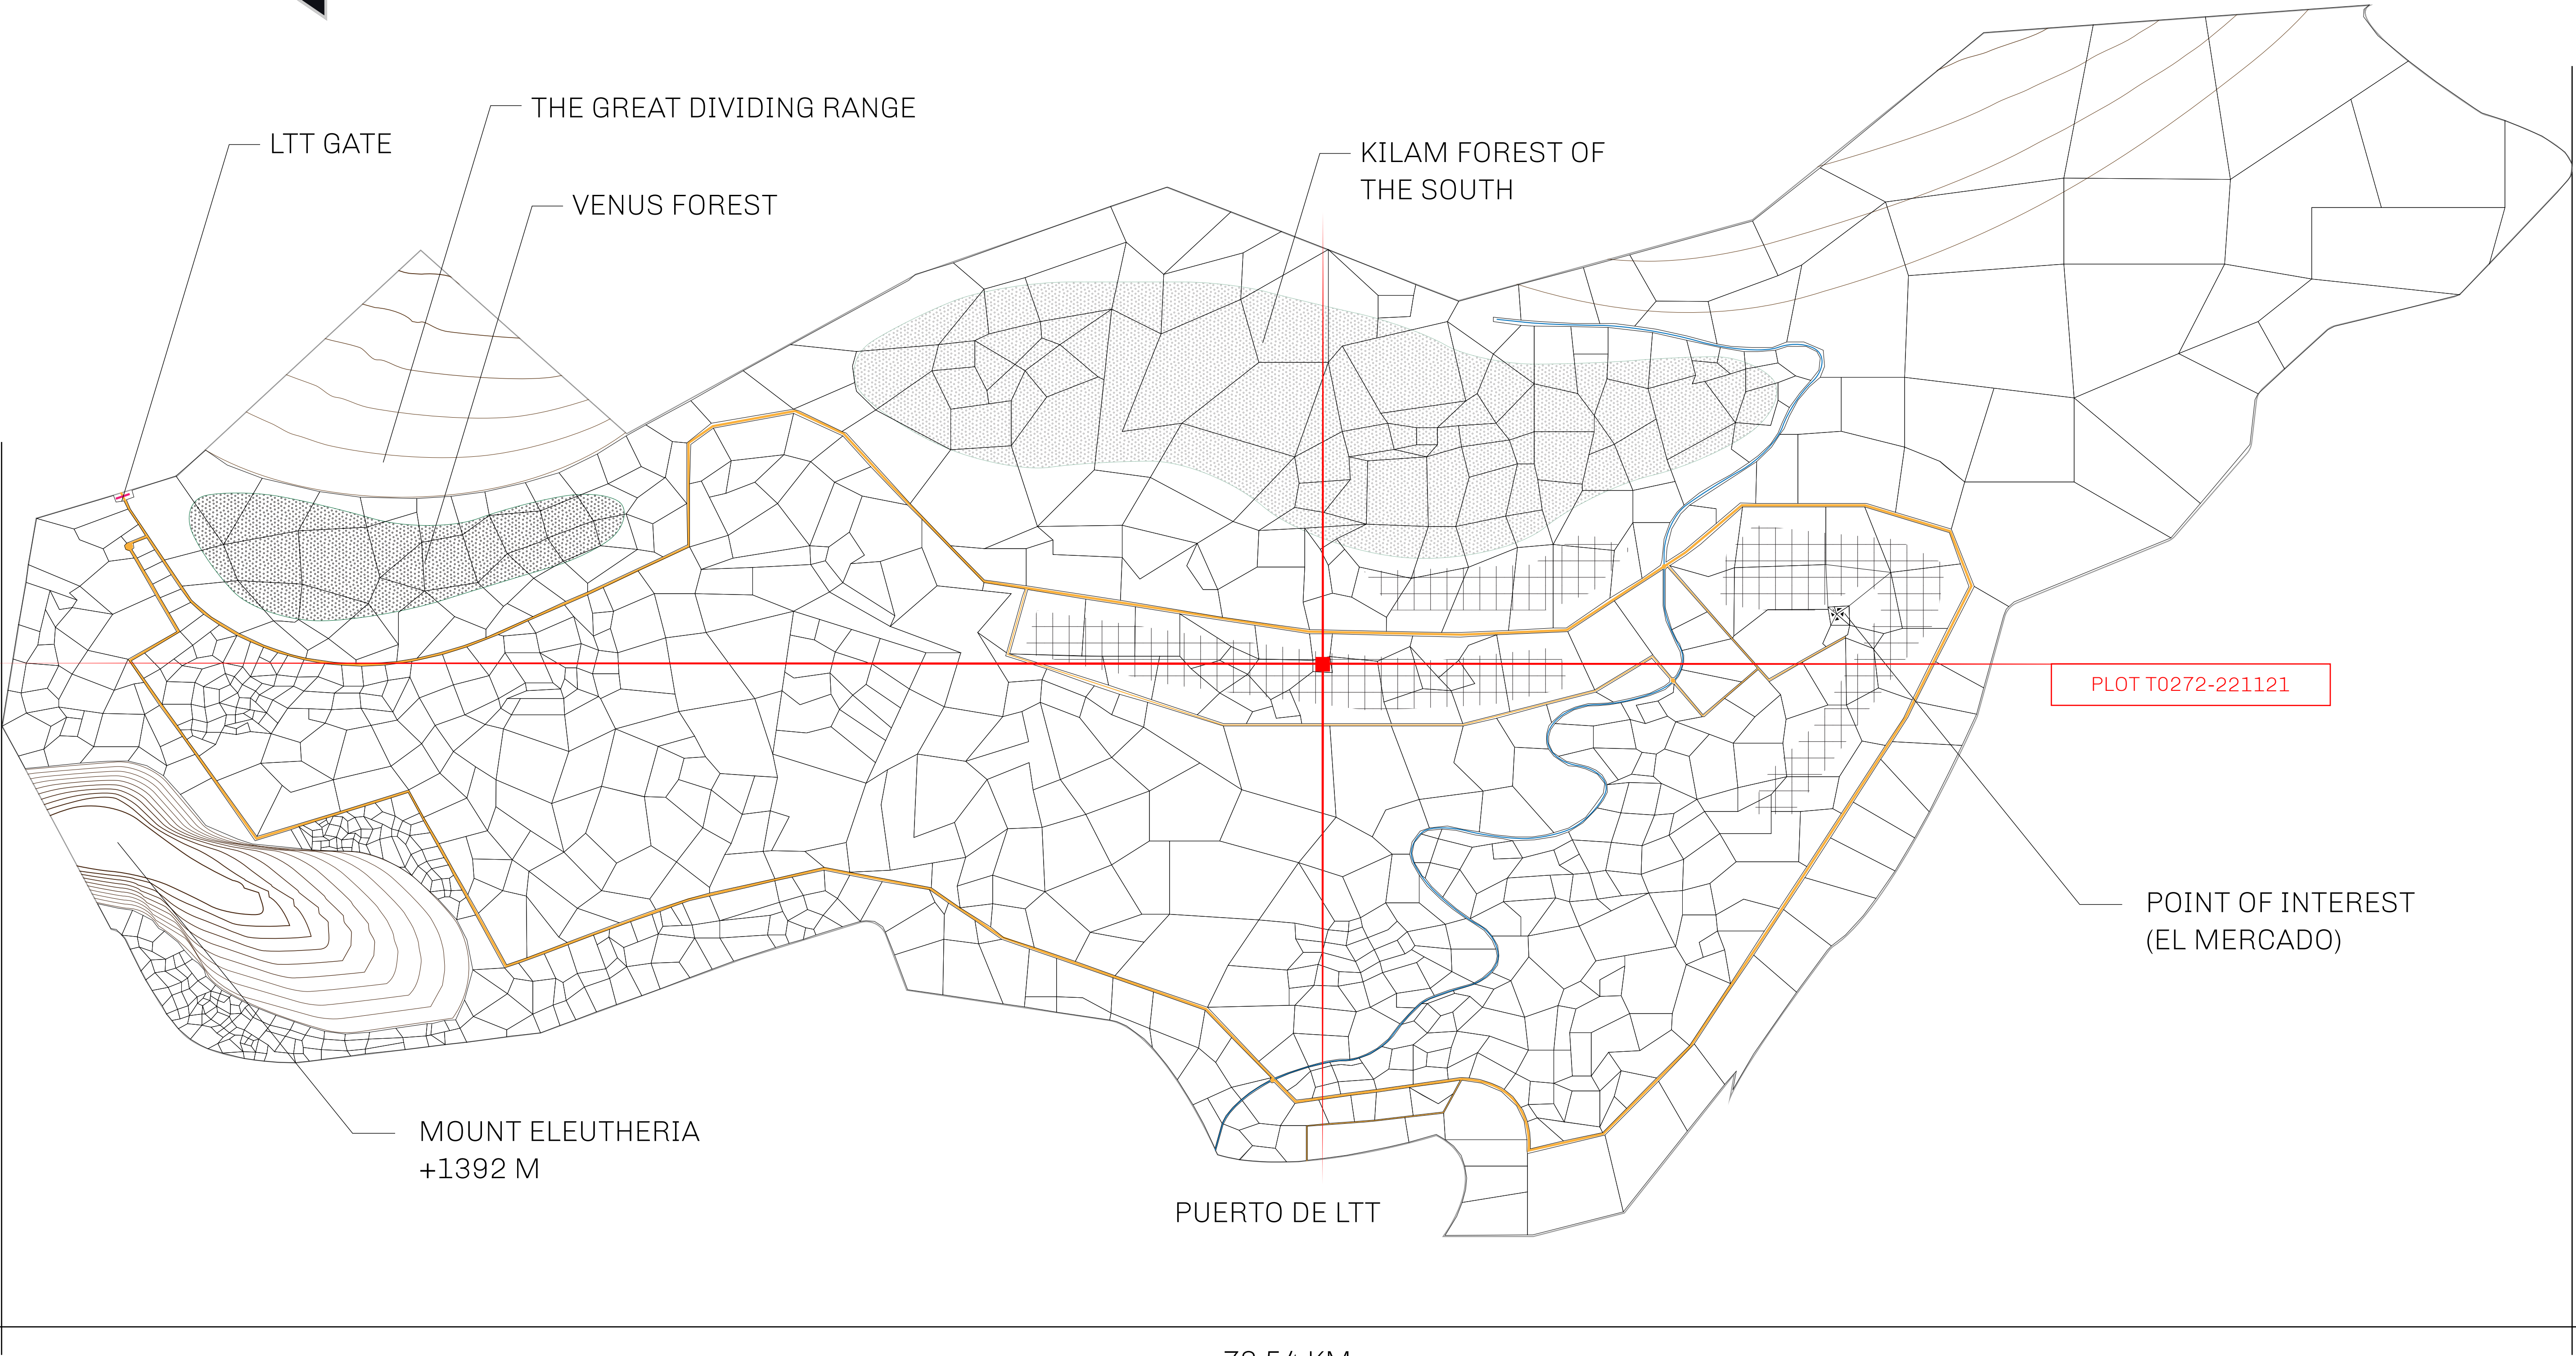 THE GREAT DIVIDING RANGE
LTT GATE
VENUS FOREST
KILAM FOREST OF
THE SOUTH
PLOT T0272-221121
POINT OF INTEREST
(EL MERCADO)
MOUNT ELEUTHERIA
+1392 M
PUERTO DE LTT